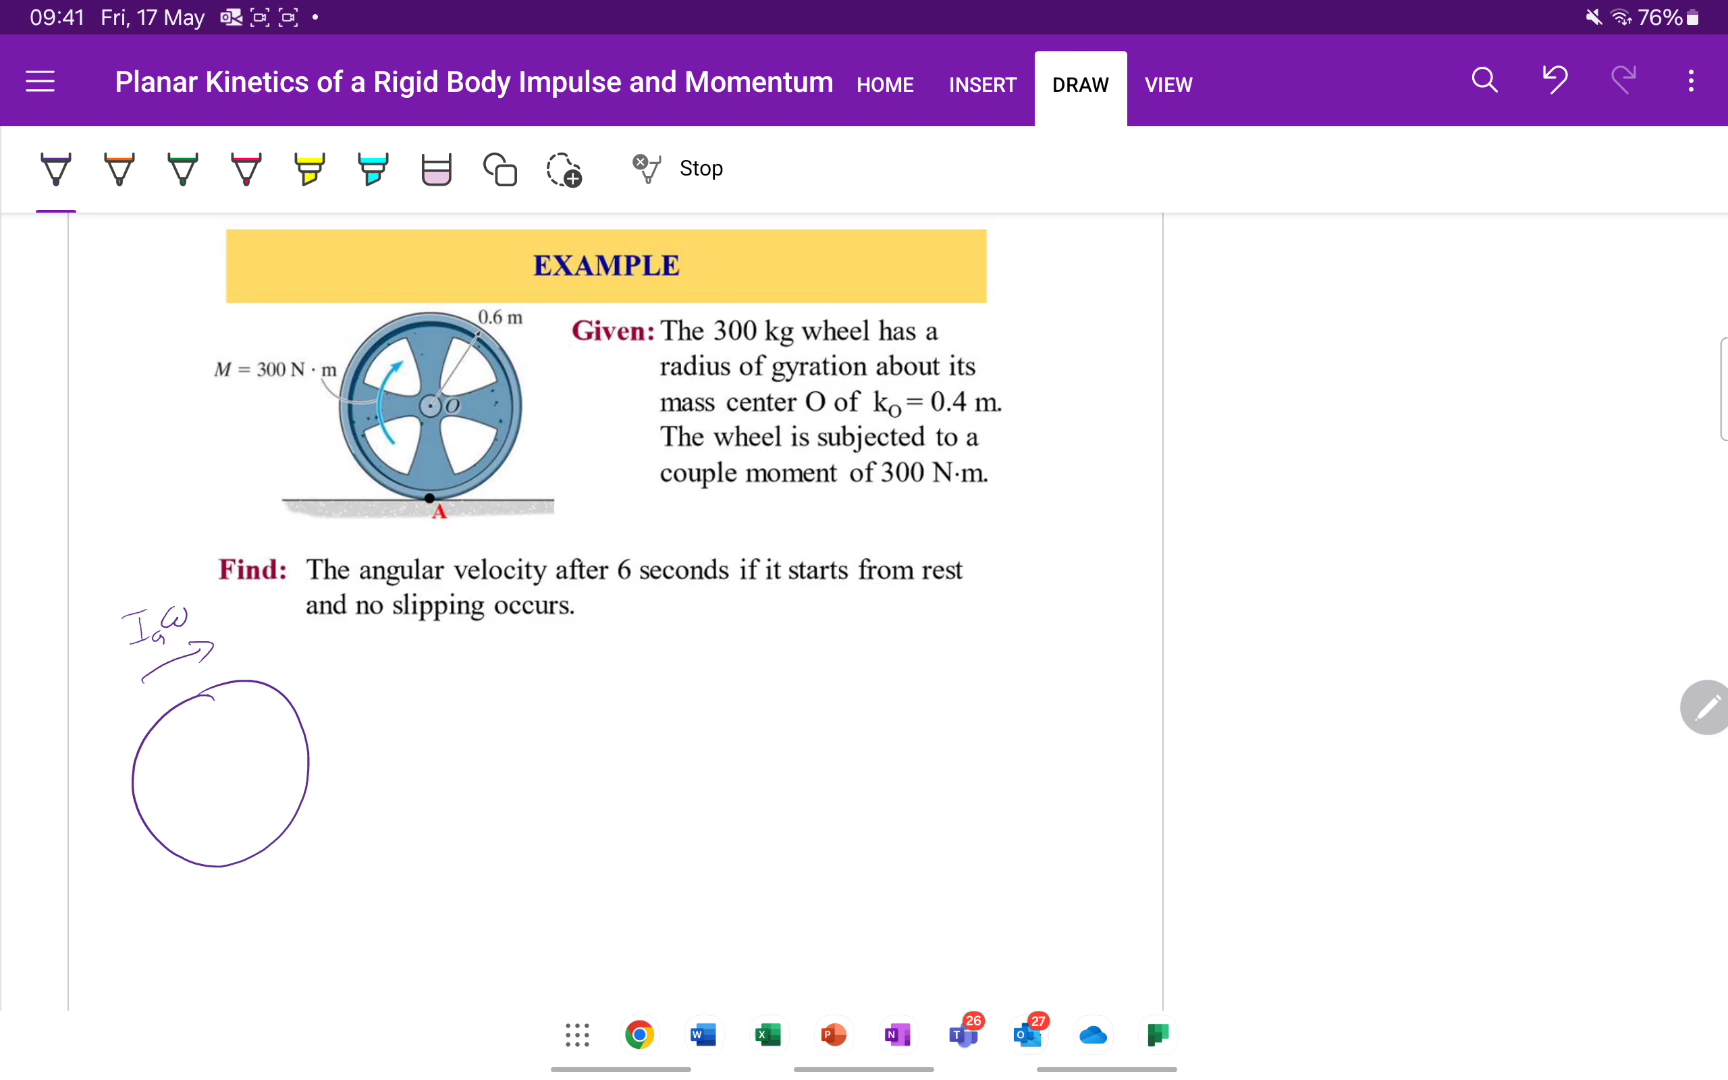 09:41 Fri, 17 May
76%
Planar Kinetics of a Rigid Body Impulse and Momentum HOME INSERT DRAW VIEW
Stop
EXAMPLE
0.6 m
M = 300 N · m
O
A
Given: The 300 kg wheel has a
radius of gyration about its
mass center O of kO = 0.4 m.
The wheel is subjected to a
couple moment of 300 N·m.
Find: The angular velocity after 6 seconds if it starts from rest
and no slipping occurs.
IGω
26
27